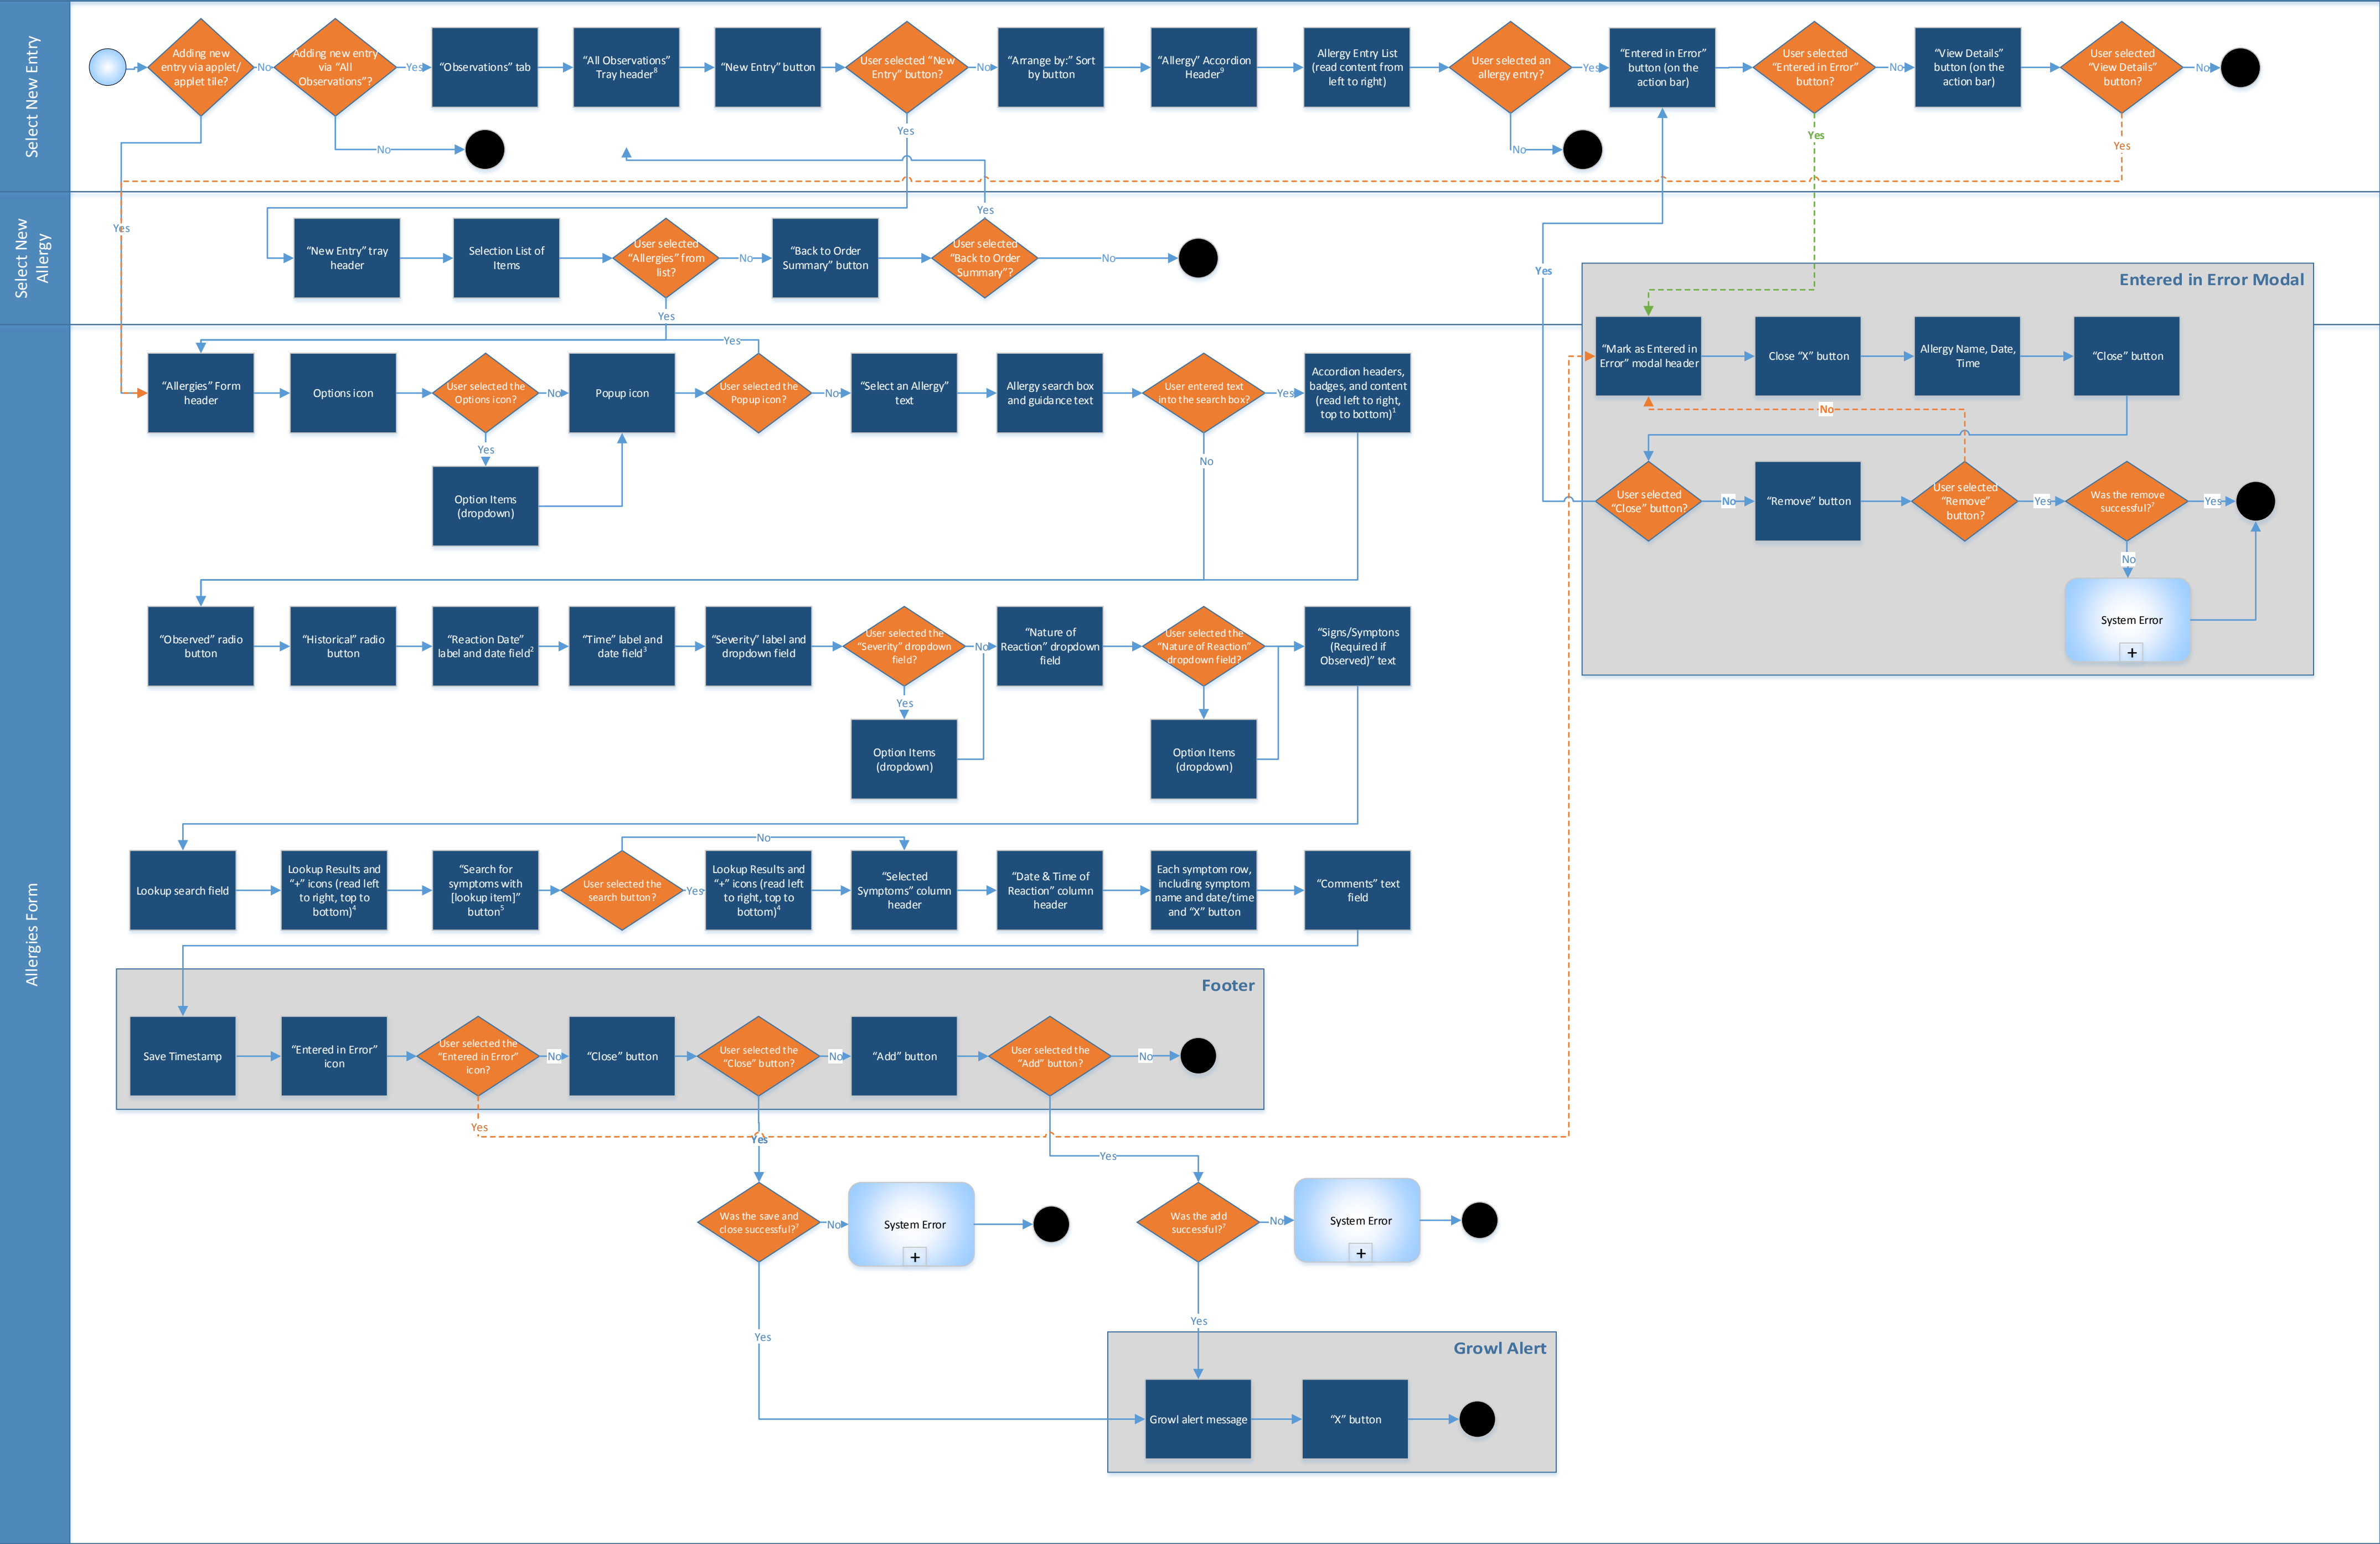 Select New Entry
Adding new
entry via applet/
applet tile?
No
Adding new entry
via “All
Observations”?
Yes
“Observations” tab
“All Observations”
Tray header8
“New Entry” button
User selected “New
Entry” button?
No
“Arrange by:” Sort
by button
“Allergy” Accordion
Header9
Allergy Entry List
(read content from
left to right)
User selected an
allergy entry?
Yes
“Entered in Error”
button (on the
action bar)
User selected
“Entered in Error”
button?
No
“View Details”
button (on the
action bar)
User selected
“View Details”
button?
No
No
Yes
No
Yes
Yes
Select New
Allergy
Yes
“New Entry” tray
header
Selection List of
Items
User selected
“Allergies” from
list?
No
“Back to Order
Summary” button
Yes
User selected
“Back to Order
Summary”?
No
Yes
Yes
Entered in Error Modal
“Mark as Entered in
Error” modal header
Close “X” button
Allergy Name, Date,
Time
“Close” button
No
User selected
“Close” button?
No
“Remove” button
User selected
“Remove”
button?
Yes
Was the remove
successful?7
Yes
No
System Error
+
Allergies Form
“Allergies” Form
header
Options icon
User selected the
Options icon?
No
Popup icon
Yes
User selected the
Popup icon?
No
“Select an Allergy”
text
Allergy search box
and guidance text
User entered text
into the search box?
Yes
Accordion headers,
badges, and content
(read left to right,
top to bottom)1
Yes
No
Option Items
(dropdown)
“Observed” radio
button
“Historical” radio
button
“Reaction Date”
label and date field2
“Time” label and
date field3
“Severity” label and
dropdown field
User selected the
“Severity” dropdown
field?
No
“Nature of
Reaction” dropdown
field
User selected the
“Nature of Reaction”
dropdown field?
“Signs/Symptons
(Required if
Observed)” text
Yes
Option Items
(dropdown)
Option Items
(dropdown)
No
Lookup search field
Lookup Results and
“+” icons (read left
to right, top to
bottom)4
“Search for
symptoms with
[lookup item]”
button5
User selected the
search button?
Yes
Lookup Results and
“+” icons (read left
to right, top to
bottom)4
“Selected
Symptoms” column
header
“Date & Time of
Reaction” column
header
Each symptom row,
including symptom
name and date/time
and “X” button
“Comments” text
field
Footer
Save Timestamp
“Entered in Error”
icon
User selected the
“Entered in Error”
icon?
No
“Close” button
User selected the
“Close” button?
No
“Add” button
User selected the
“Add” button?
No
Yes
Yes
Yes
Was the save and
close successful?7
No
System Error
+
Was the add
successful?7
No
System Error
+
Yes
Yes
Growl Alert
Growl alert message
“X” button